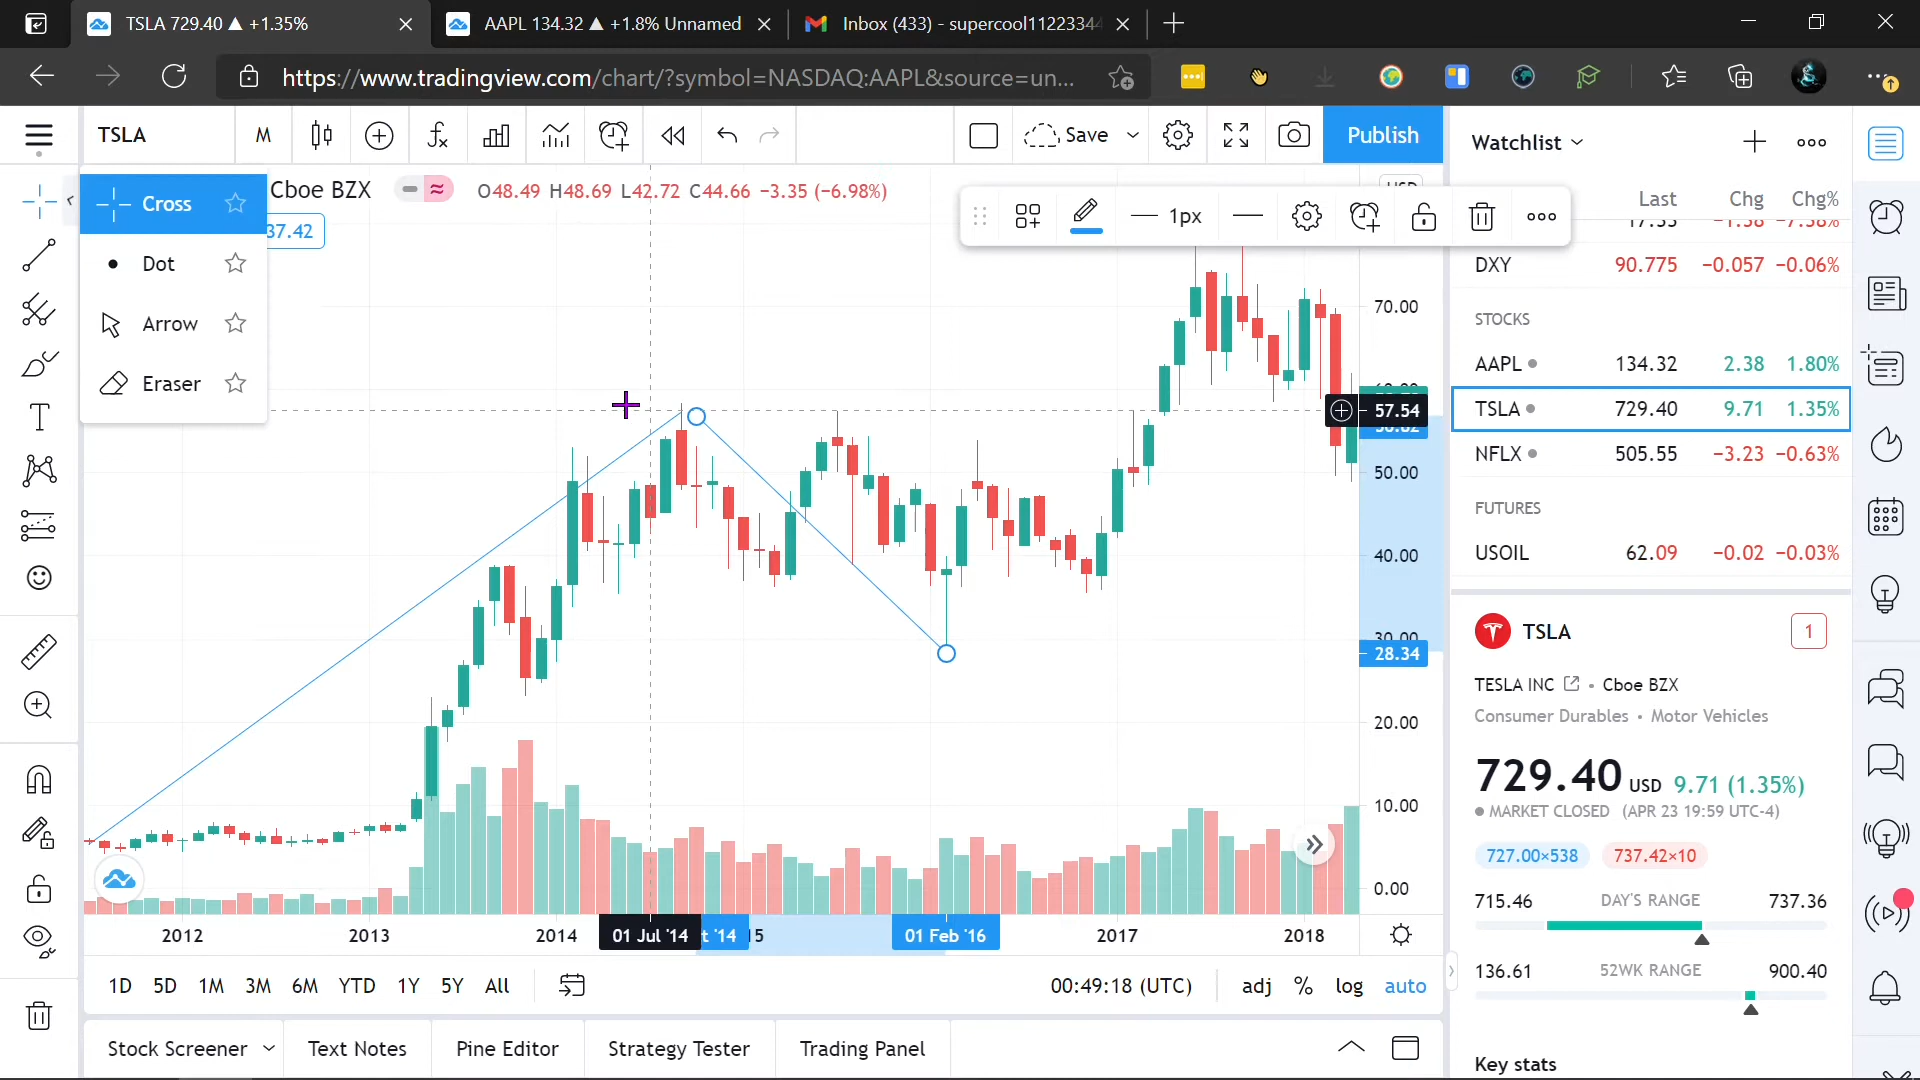 TSLA 729.40 ▲ +1.35%
AAPL 134.32 ▲ +1.8% Unnamed
Inbox (433) - supercool11223344
https://www.tradingview.com/chart/?symbol=NASDAQ:AAPL&source=un...
TSLA
M
Save
Publish
Watchlist
Cross
Dot
Arrow
Eraser
Cboe BZX
O48.49 H48.69 L42.72 C44.66 −3.35 (−6.98%)
37.42
1px
Last Chg Chg%
DXY 90.775 −0.057 −0.06%
STOCKS
AAPL 134.32 2.38 1.80%
TSLA 729.40 9.71 1.35%
NFLX 505.55 −3.23 −0.63%
FUTURES
USOIL 62.09 −0.02 −0.03%
70.00
57.54
50.00
40.00
30.00
28.34
20.00
10.00
0.00
2012 2013 2014 01 Jul '14 t '14 15 01 Feb '16 2017 2018
1D 5D 1M 3M 6M YTD 1Y 5Y All
00:49:18 (UTC) adj % log auto
Stock Screener Text Notes Pine Editor Strategy Tester Trading Panel
TSLA
1
TESLA INC • Cboe BZX
Consumer Durables • Motor Vehicles
729.40 USD 9.71 (1.35%)
● MARKET CLOSED (APR 23 19:59 UTC-4)
727.00×538 737.42×10
715.46 DAY'S RANGE 737.36
136.61 52WK RANGE 900.40
Key stats